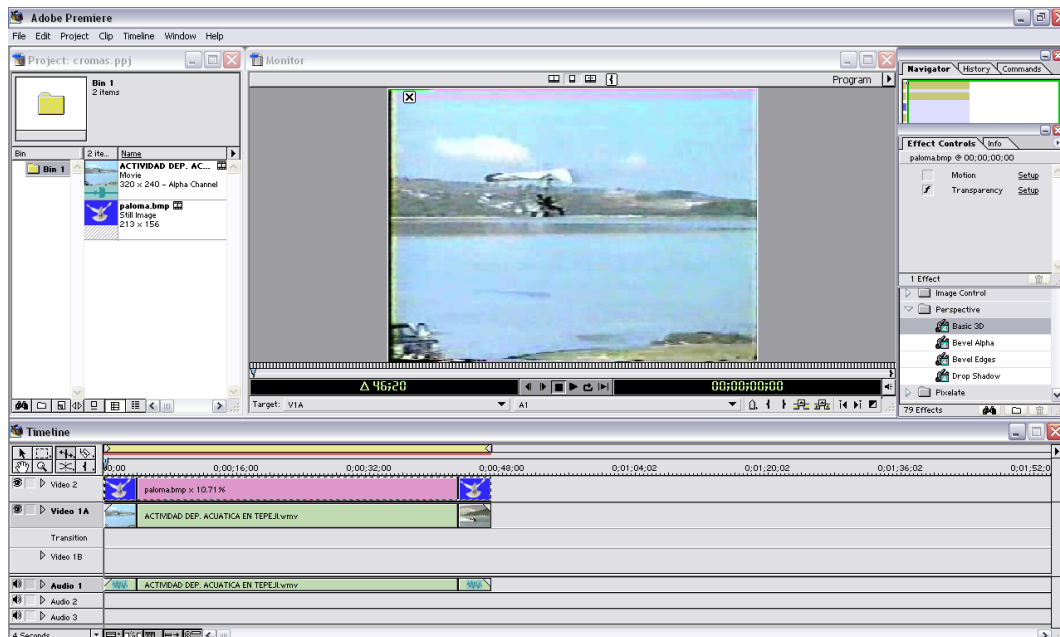 Adobe Premiere
File Edit Project Clip Timeline Window Help
Project: cromas.ppj
Bin 1
2 items
Bin
2 ite...
Name
Bin 1
ACTIVIDAD DEP. AC...
Movie
320 x 240 - Alpha Channel
paloma.bmp
Still Image
213 x 156
Monitor
Program
Δ 46;20
00;00;00;00
Target: V1A
A1
Navigator History Commands
Effect Controls Info
paloma.bmp @ 00;00;00;00
Motion Setup
Transparency Setup
1 Effect
Image Control
Perspective
Basic 3D
Bevel Alpha
Bevel Edges
Drop Shadow
Pixelate
79 Effects
Timeline
0;00;16;00
0;00;32;00
0;00;48;00
0;01;04;02
0;01;20;02
0;01;36;02
0;01;52;0
Video 2
paloma.bmp x 10.71%
Video 1A
ACTIVIDAD DEP. ACUATICA EN TEPEJI.wmv
Transition
Video 1B
Audio 1
ACTIVIDAD DEP. ACUATICA EN TEPEJI.wmv
Audio 2
Audio 3
4 Seconds